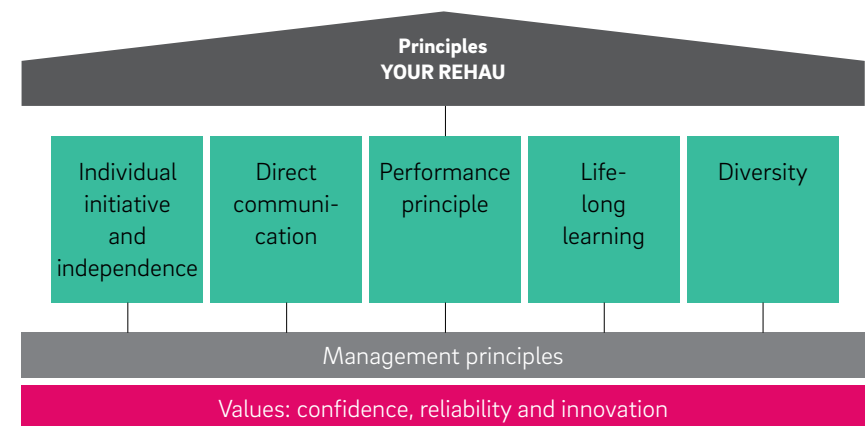 Principles
YOUR REHAU
Individual
initiative
and
independence
Direct
communi-
cation
Performance
principle
Life-
long
learning
Diversity
Management principles
Values: confidence, reliability and innovation